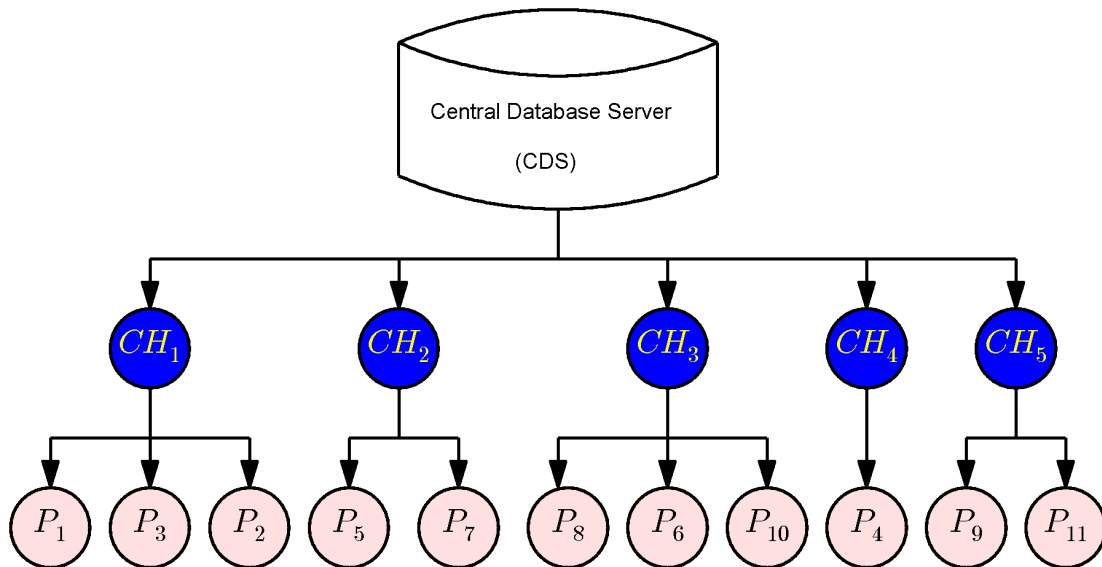 Central Database Server
(CDS)
CH₁ CH₂ CH₃ CH₄ CH₅
P₁ P₃ P₂ P₅ P₇ P₈ P₆ P₁₀ P₄ P₉ P₁₁